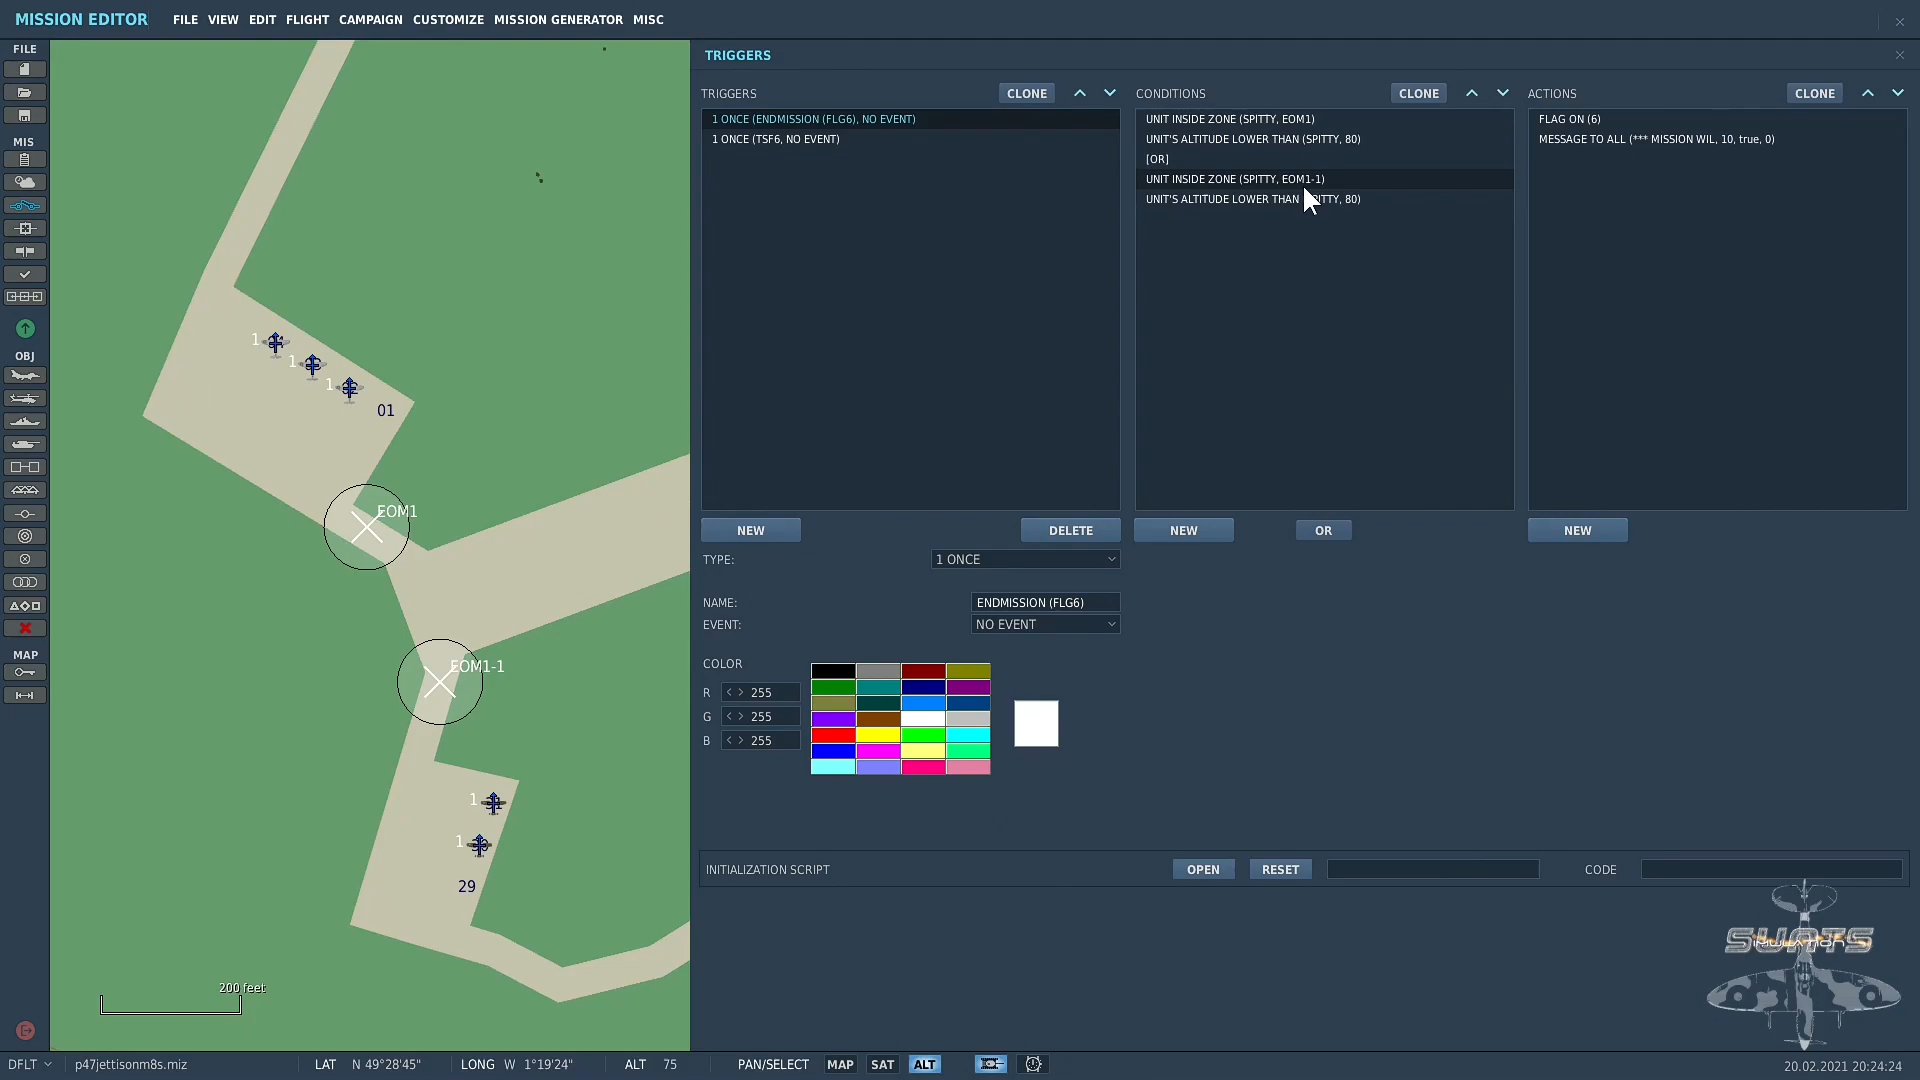 MISSION EDITOR FILE VIEW EDIT FLIGHT CAMPAIGN CUSTOMIZE MISSION GENERATOR MISC
FILE
MIS
OBJ
MAP
1
1
1
01
EOM1
EOM1-1
1
1
29
200 feet
TRIGGERS
TRIGGERS CLONE
1 ONCE (ENDMISSION (FLG6), NO EVENT)
1 ONCE (TSF6, NO EVENT)
NEW DELETE
TYPE: 1 ONCE
NAME: ENDMISSION (FLG6)
EVENT: NO EVENT
COLOR
R < > 255
G < > 255
B < > 255
CONDITIONS CLONE
UNIT INSIDE ZONE (SPITTY, EOM1)
UNIT'S ALTITUDE LOWER THAN (SPITTY, 80)
[OR]
UNIT INSIDE ZONE (SPITTY, EOM1-1)
UNIT'S ALTITUDE LOWER THAN ITTY, 80)
NEW OR
ACTIONS CLONE
FLAG ON (6)
MESSAGE TO ALL (*** MISSION WIL, 10, true, 0)
NEW
INITIALIZATION SCRIPT OPEN RESET CODE
SUATS
SIMULATIONS
DFLT p47jettisonm8s.miz LAT N 49°28'45" LONG W 1°19'24" ALT 75 PAN/SELECT MAP SAT ALT 20.02.2021 20:24:24